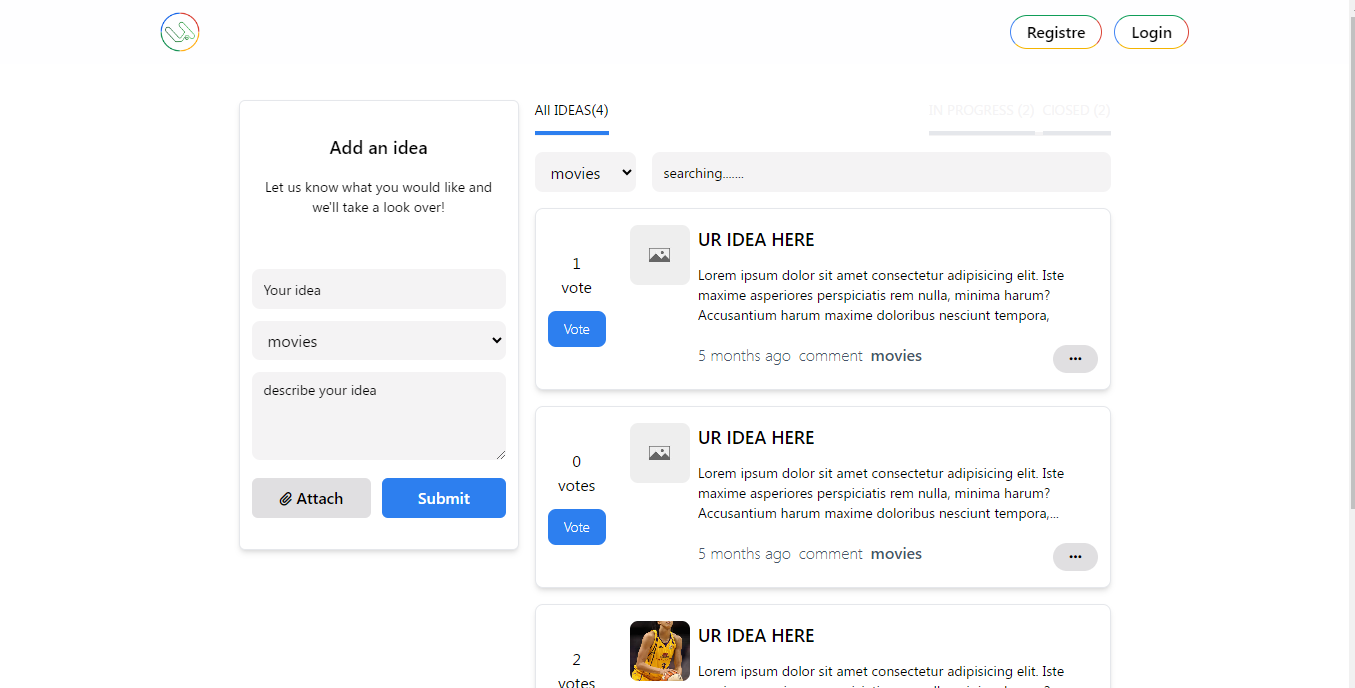 Registre
Login
Add an idea
Let us know what you would like and
we'll take a look over!
Your idea
movies
describe your idea
Attach
Submit
All IDEAS(4)
IN PROGRESS (2)
ClOSED (2)
movies
searching.......
1
vote
Vote
UR IDEA HERE
Lorem ipsum dolor sit amet consectetur adipisicing elit. Iste
maxime asperiores perspiciatis rem nulla, minima harum?
Accusantium harum maxime doloribus nesciunt tempora,
5 months ago comment movies
...
0
votes
Vote
UR IDEA HERE
Lorem ipsum dolor sit amet consectetur adipisicing elit. Iste
maxime asperiores perspiciatis rem nulla, minima harum?
Accusantium harum maxime doloribus nesciunt tempora,...
5 months ago comment movies
...
2
votes
UR IDEA HERE
Lorem ipsum dolor sit amet consectetur adipisicing elit. Iste